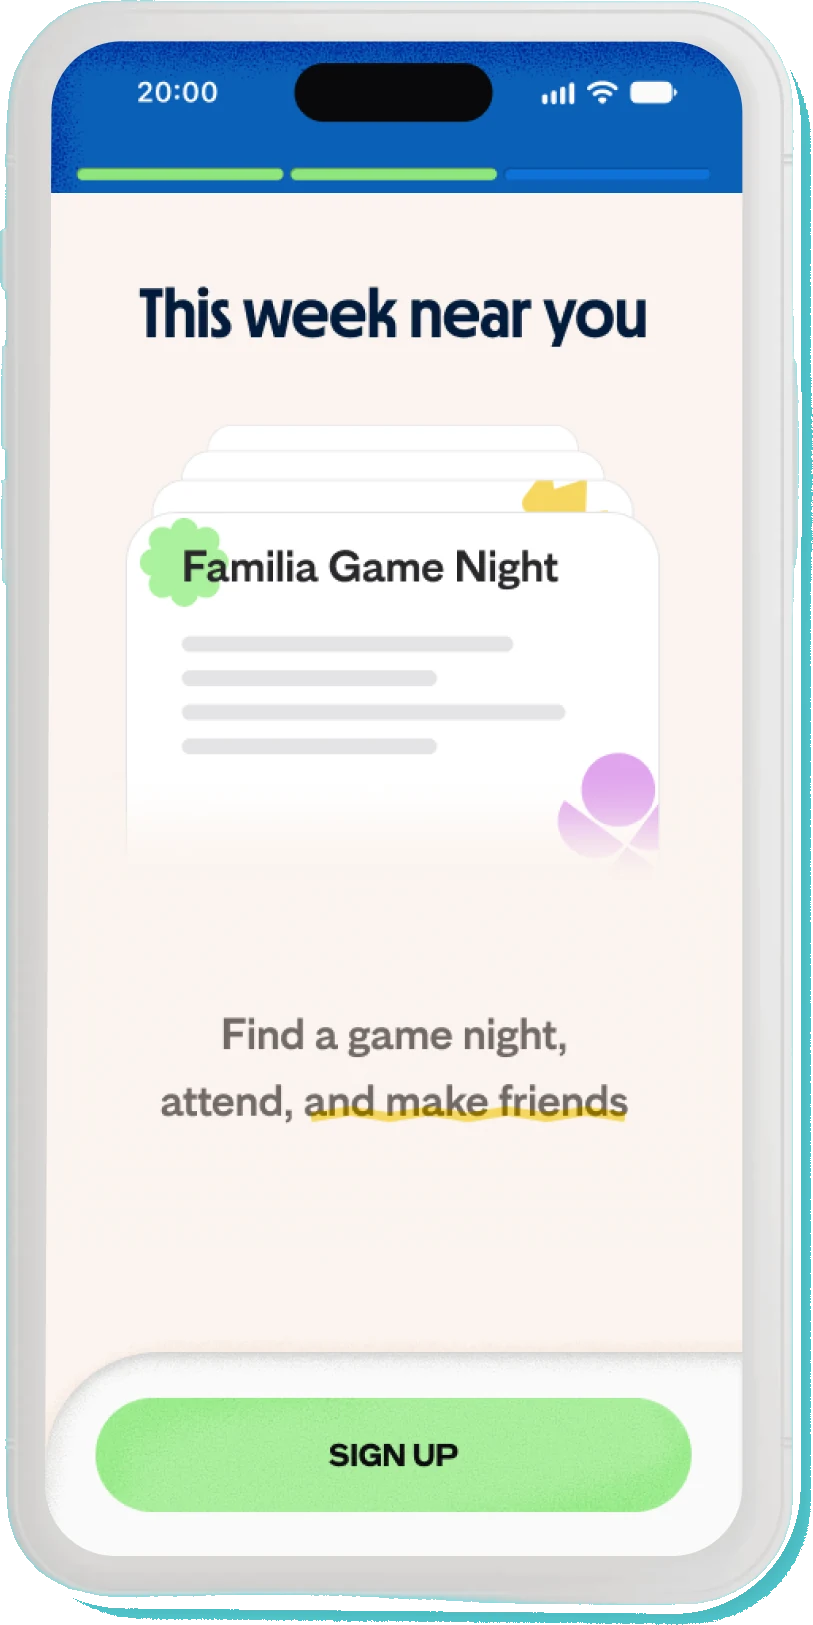 20:00
This week near you
Familia Game Night
Find a game night,
attend, and make friends
SIGN UP